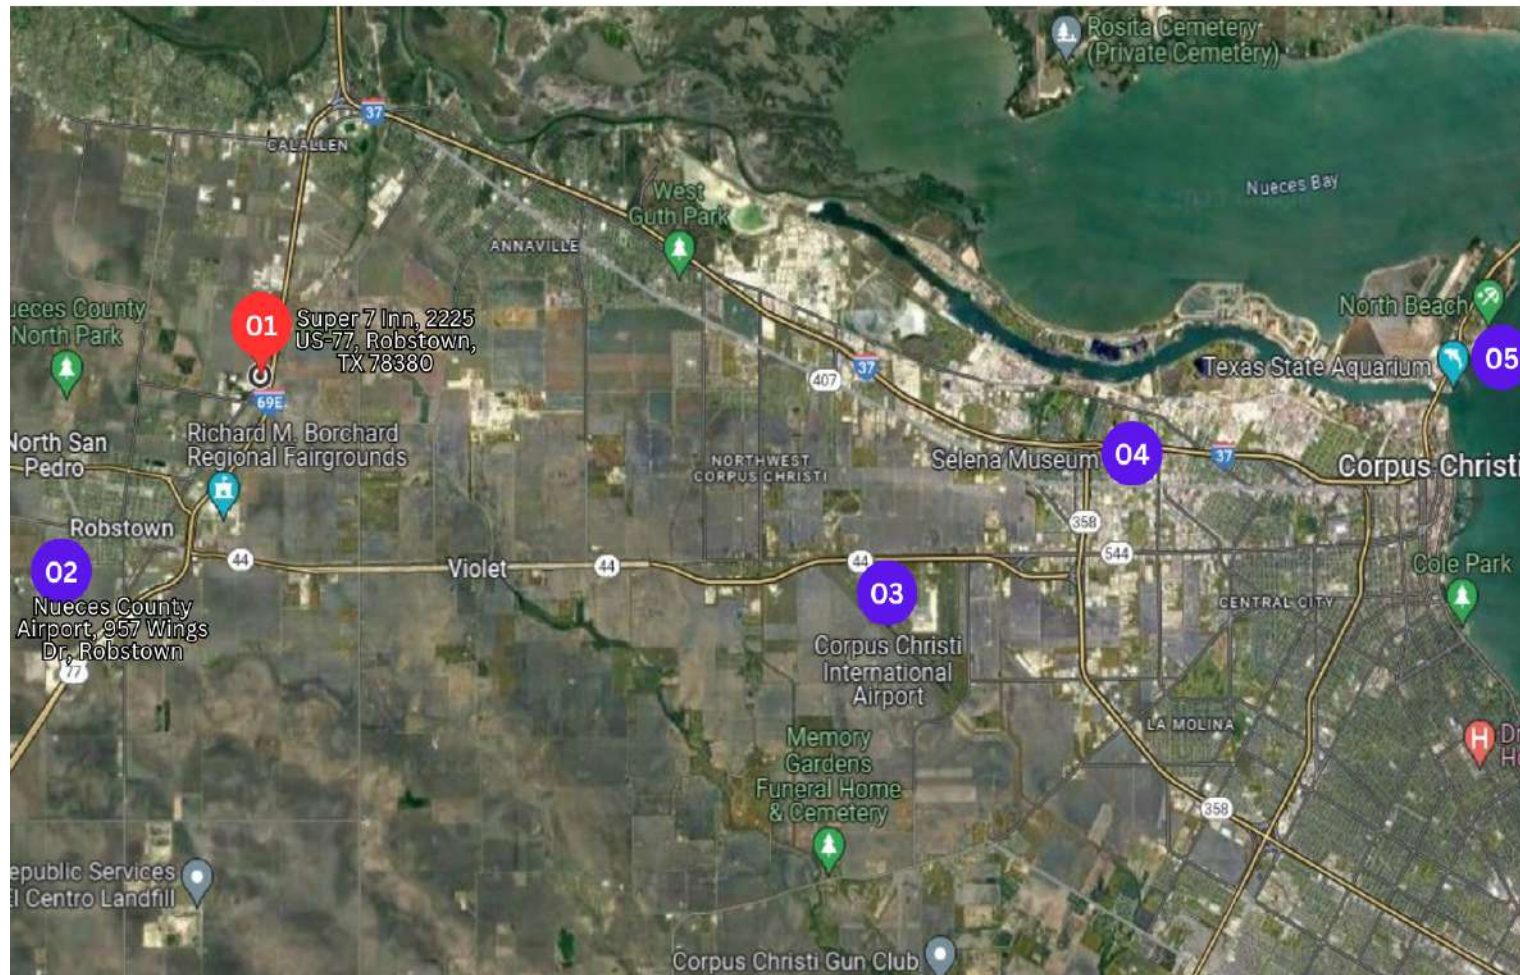 Rosita Cemetery
(Private Cemetery)
37
CALALLEN
West
Guth Park
Nueces Bay
ANNAVILLE
ueces County
North Park
01
Super 7 Inn, 2225
US-77, Robstown,
TX 78380
North Beach
Texas State Aquarium
05
37
407
69E
Richard M. Borchard
Regional Fairgrounds
North San
Pedro
NORTHWEST
CORPUS CHRISTI
Selena Museum
04
37
Corpus Christi
Robstown
358
544
44
Violet
44
44
02
Nueces County
Airport, 957 Wings
Dr, Robstown
77
03
Corpus Christi
International
Airport
Cole Park
CENTRAL CITY
LA MOLINA
Memory
Gardens
Funeral Home
& Cemetery
H
Dr
Ho
358
epublic Services
El Centro Landfill
Corpus Christi Gun Club